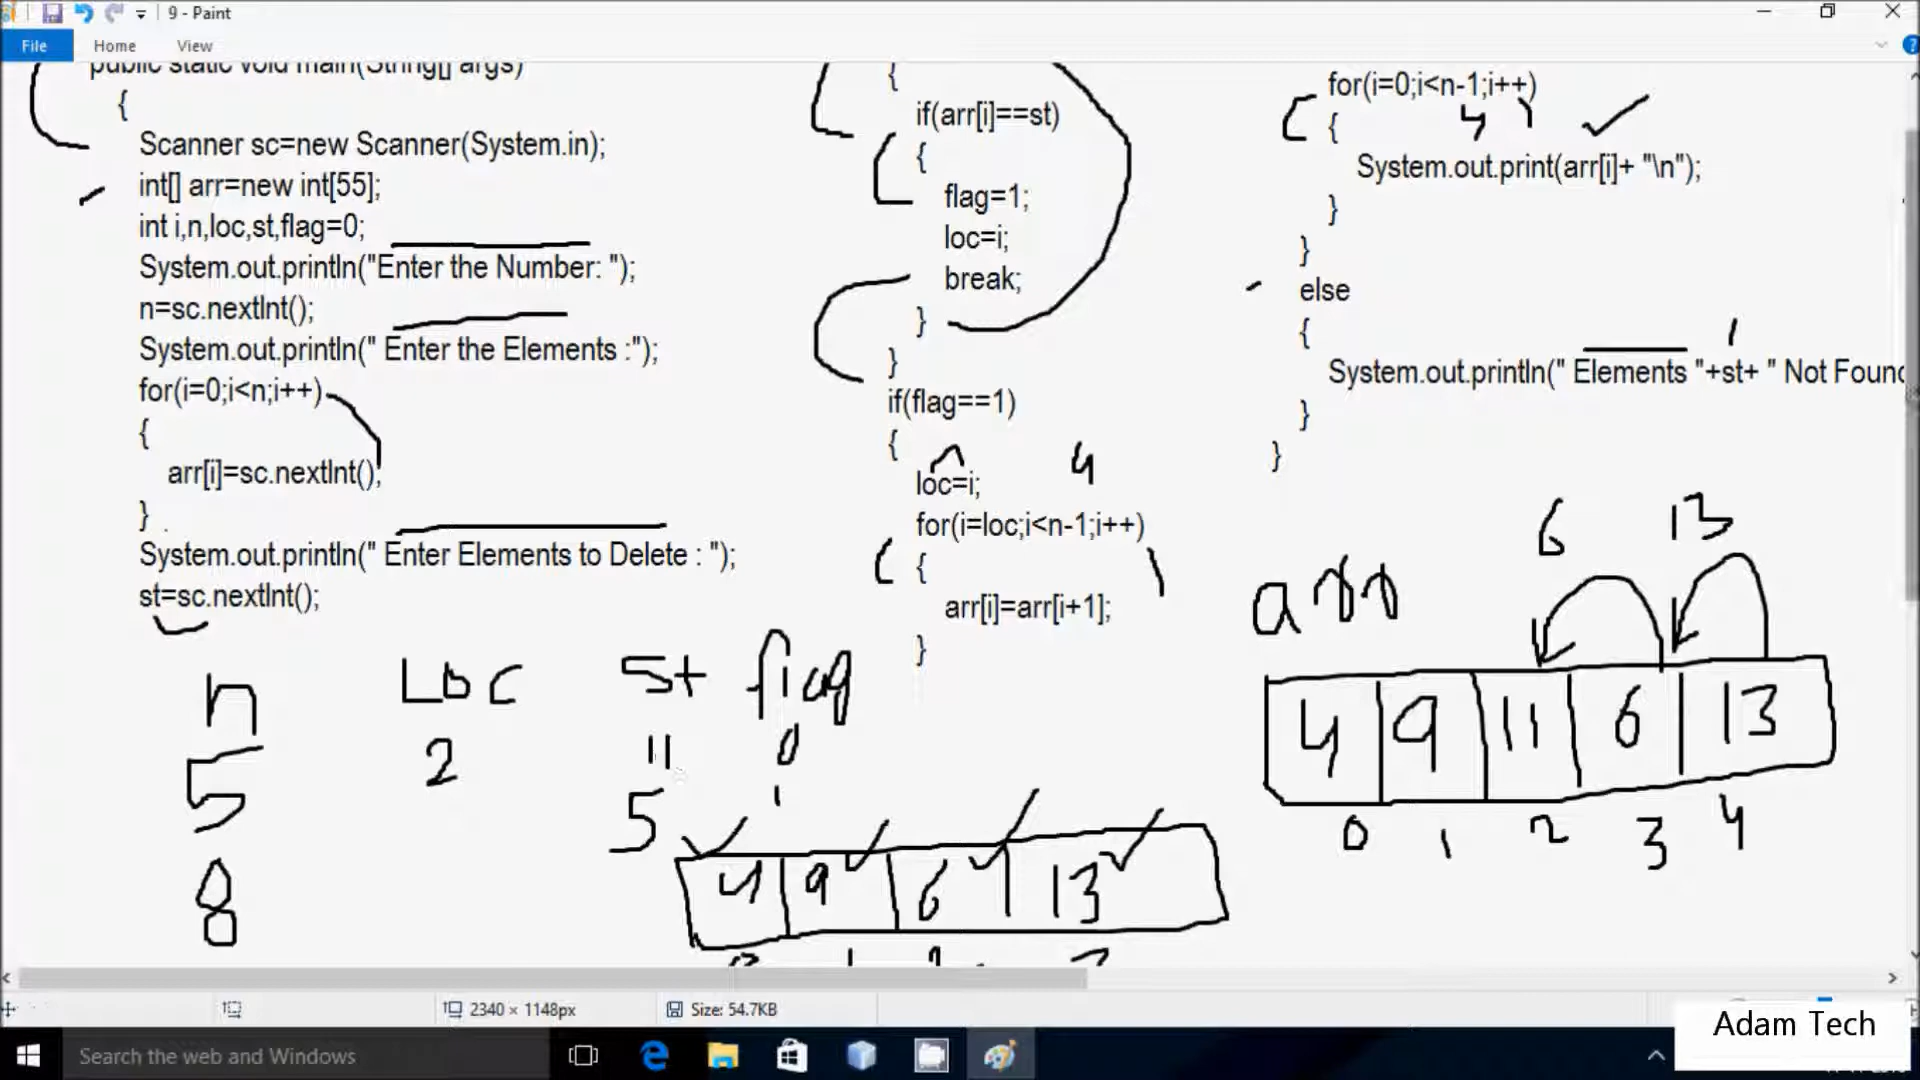 9 - Paint
File Home View
public static void main(String[] args)
{
Scanner sc=new Scanner(System.in);
int[] arr=new int[55];
int i,n,loc,st,flag=0;
System.out.println("Enter the Number: ");
n=sc.nextInt();
System.out.println(" Enter the Elements :");
for(i=0;i<n;i++)
{
arr[i]=sc.nextInt();
}
System.out.println(" Enter Elements to Delete : ");
st=sc.nextInt();
{
if(arr[i]==st)
{
flag=1;
loc=i;
break;
}
}
if(flag==1)
{
loc=i;
4
for(i=loc;i<n-1;i++)
{
arr[i]=arr[i+1];
}
for(i=0;i<n-1;i++)
{
4
System.out.print(arr[i]+ "\n");
}
}
else
{
System.out.println(" Elements "+st+ " Not Found
}
}
n Loc St flag
5 2 11 0
8 5 1
4 9 6 13
6 13
arr
4 9 11 6 13
0 1 2 3 4
2340 × 1148px Size: 54.7KB
Search the web and Windows
Adam Tech